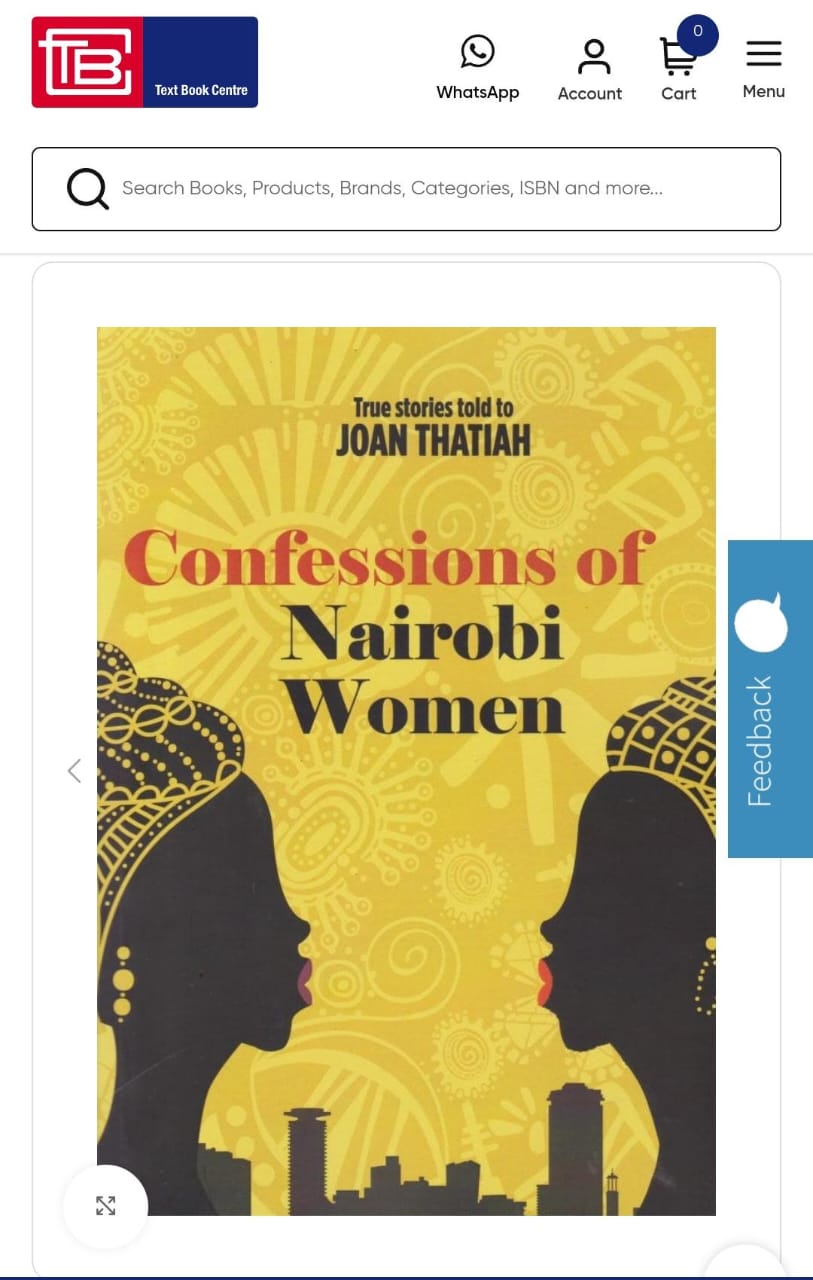 TBC
Text Book Centre
WhatsApp
Account
0
Cart
Menu
Search Books, Products, Brands, Categories, ISBN and more...
True stories told to
JOAN THATIAH
Confessions of
Nairobi
Women
Feedback